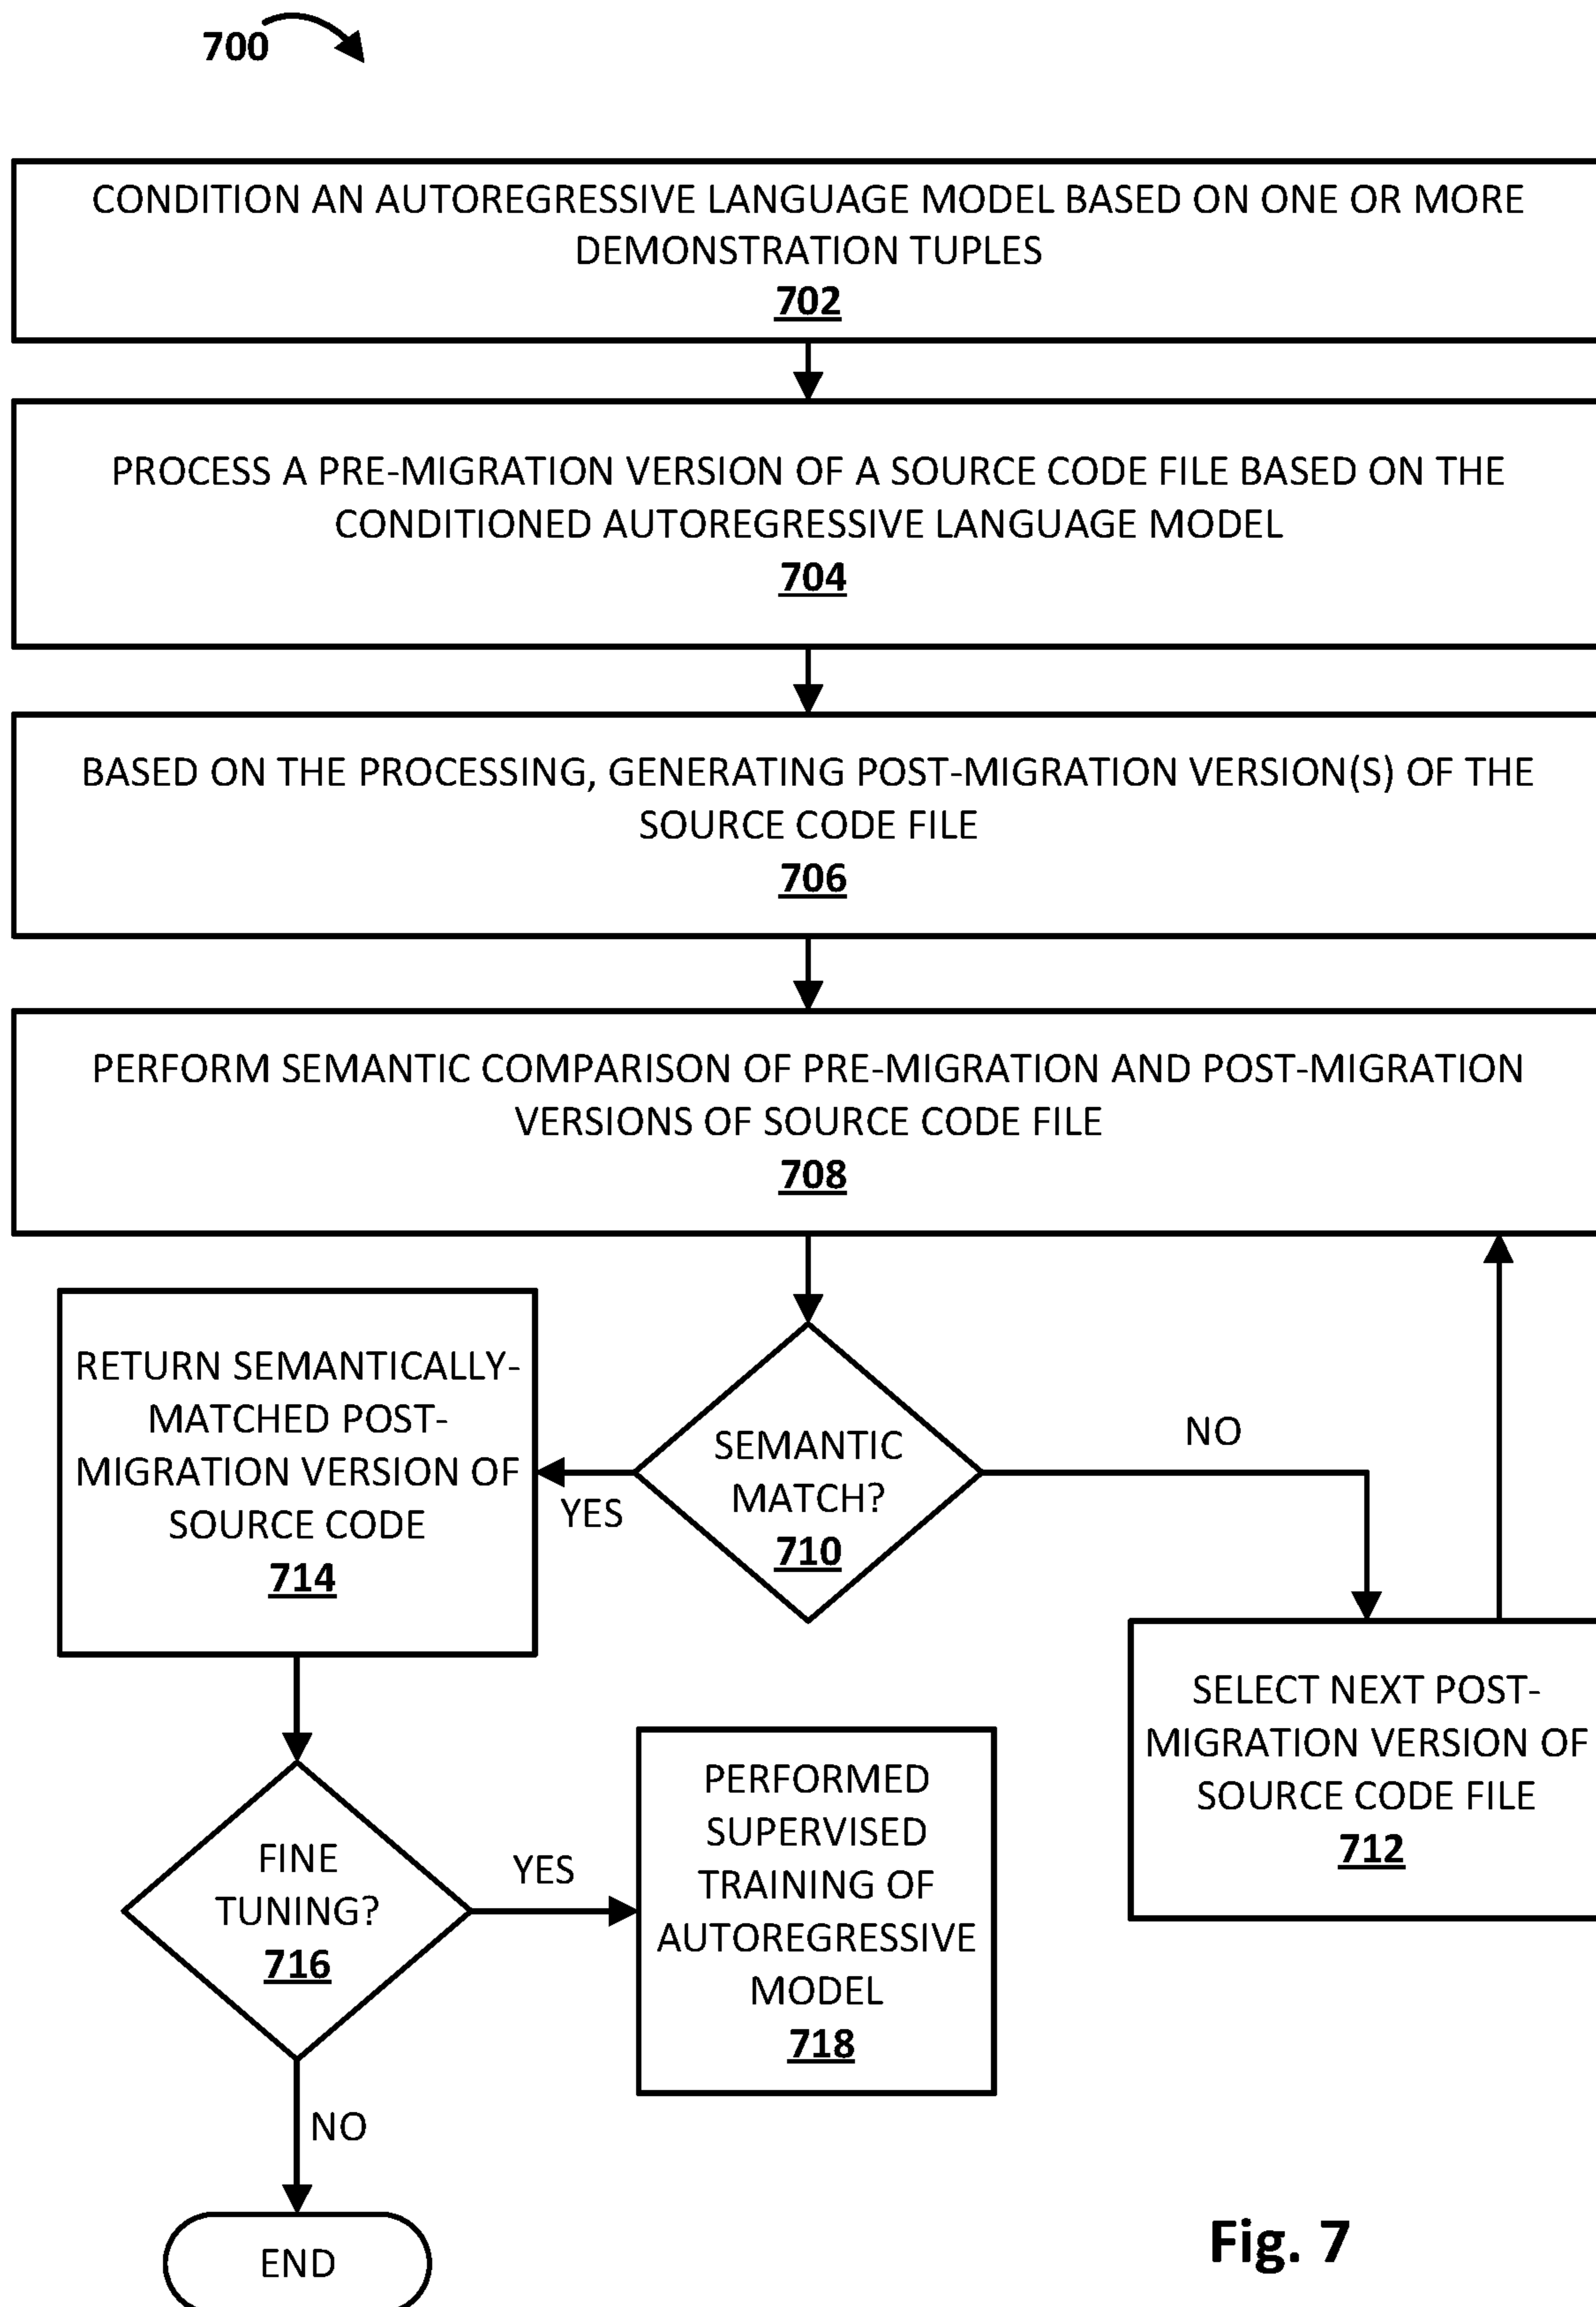 700
CONDITION AN AUTOREGRESSIVE LANGUAGE MODEL BASED ON ONE OR MORE
DEMONSTRATION TUPLES
702
PROCESS A PRE-MIGRATION VERSION OF A SOURCE CODE FILE BASED ON THE
CONDITIONED AUTOREGRESSIVE LANGUAGE MODEL
704
BASED ON THE PROCESSING, GENERATING POST-MIGRATION VERSION(S) OF THE
SOURCE CODE FILE
706
PERFORM SEMANTIC COMPARISON OF PRE-MIGRATION AND POST-MIGRATION
VERSIONS OF SOURCE CODE FILE
708
RETURN SEMANTICALLY-
MATCHED POST-
MIGRATION VERSION OF
SOURCE CODE
714
YES
SEMANTIC
MATCH?
710
NO
SELECT NEXT POST-
MIGRATION VERSION OF
SOURCE CODE FILE
712
FINE
TUNING?
716
YES
PERFORMED
SUPERVISED
TRAINING OF
AUTOREGRESSIVE
MODEL
718
NO
END
Fig. 7